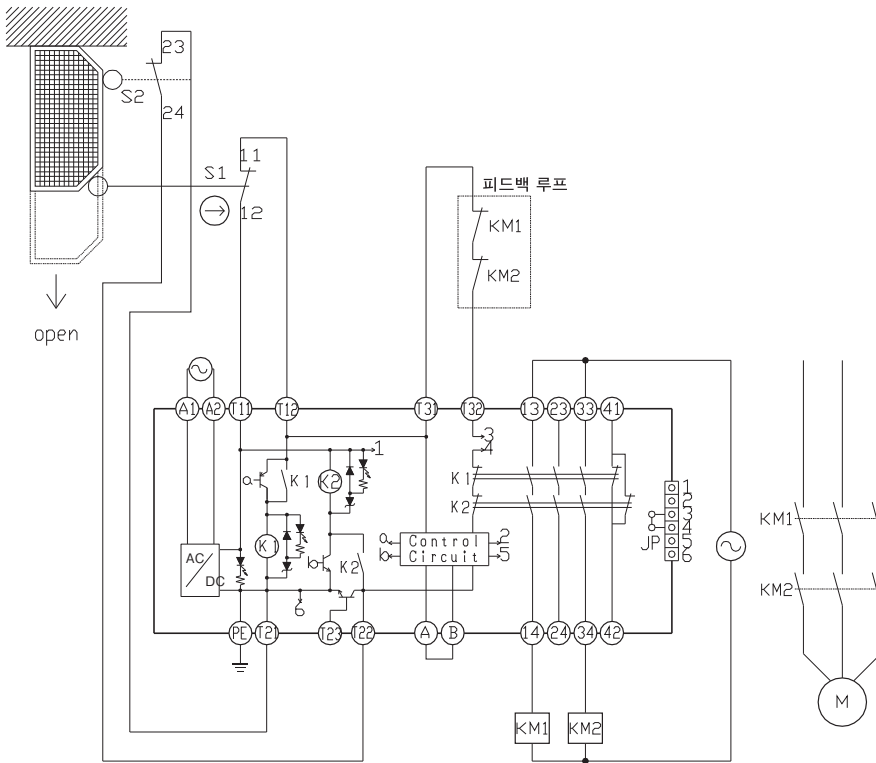 23
S2
24
11
S1
12
open
피드백 루프
KM1
KM2
A1 A2 T11 T12 T31 T32 13 23 33 41
1
3
4
a
K1
K2
K1
K2
1
2
3
4
5
6
JP
AC
DC
K1
b
K2
a
b
Control
Circuit
2
5
6
PE T21 T23 T22 A B 14 24 34 42
KM1
KM2
KM1 KM2
M